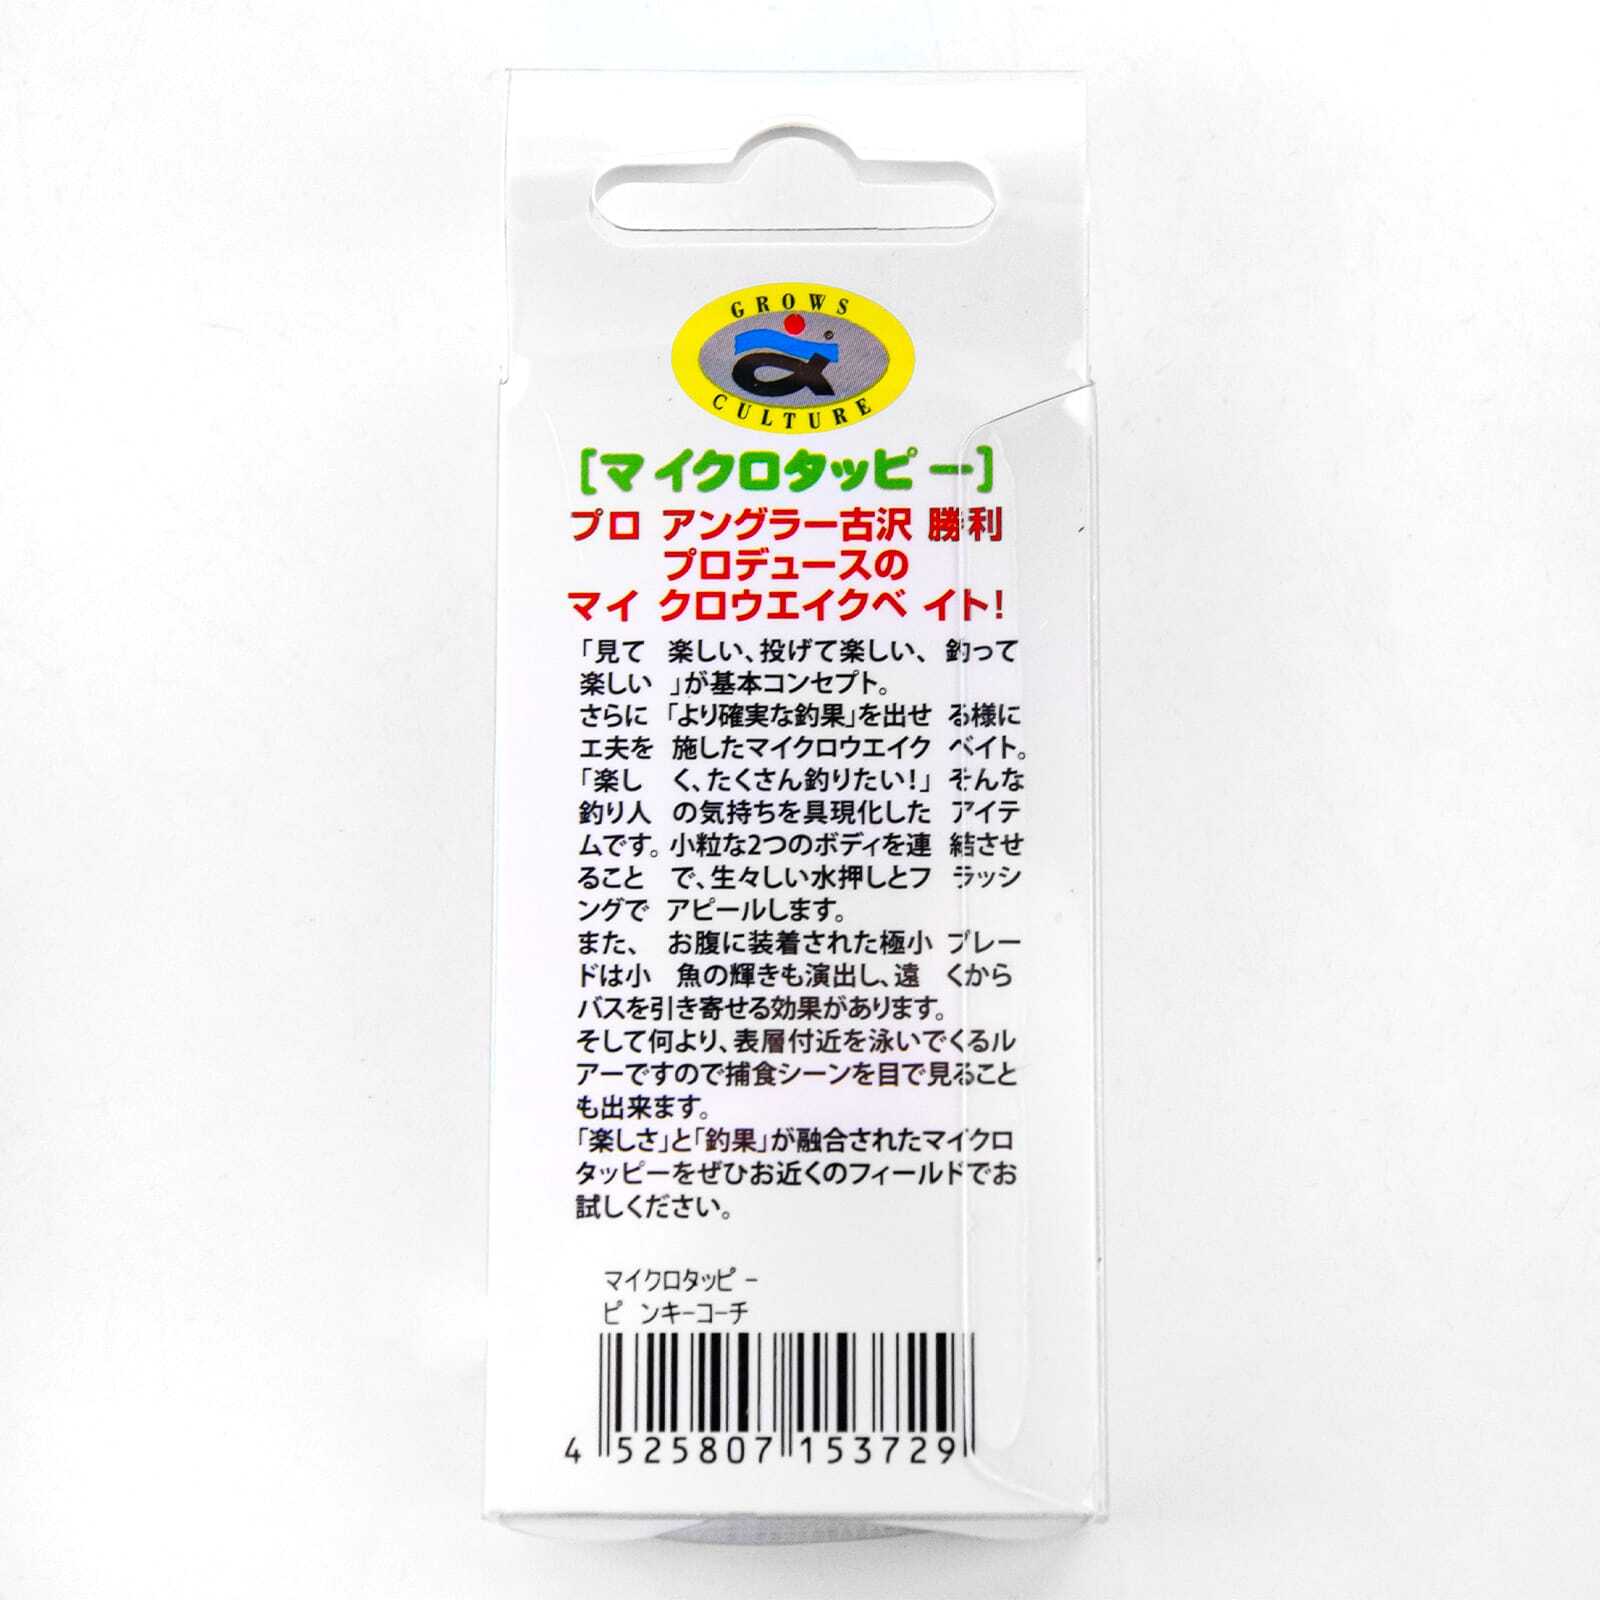 GROWS
CULTURE
[マイクロタッピー]
プロアングラー古沢勝利
プロデュースの
マイクロウエイクベイト!
「見て楽しい、投げて楽しい、釣って
楽しい」が基本コンセプト。
さらに「より確実な釣果」を出せる様に
工夫を施したマイクロウエイクベイト。
「楽しく、たくさん釣りたい!」そんな
釣り人の気持ちを具現化したアイテ
ムです。小粒な2つのボディを連結させ
ることで、生々しい水押しとフラッシ
ングでアピールします。
また、お腹に装着された極小ブレー
ドは小魚の輝きも演出し、遠くから
バスを引き寄せる効果があります。
そして何より、表層付近を泳いでくるル
アーですので捕食シーンを目で見ること
も出来ます。
「楽しさ」と「釣果」が融合されたマイクロ
タッピーをぜひお近くのフィールドでお
試しください。
マイクロタッピー
ピンキーコーチ
4 525807 153729